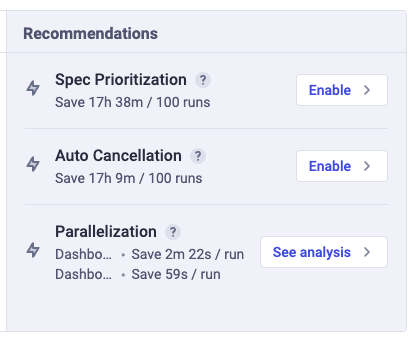 Recommendations
Spec Prioritization ?
Save 17h 38m / 100 runs
Enable
Auto Cancellation ?
Save 17h 9m / 100 runs
Enable
Parallelization ?
Dashbo... • Save 2m 22s / run
Dashbo... • Save 59s / run
See analysis